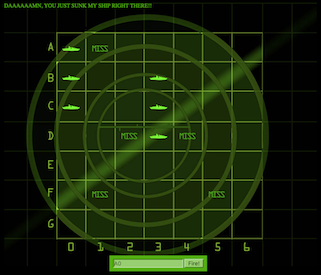 DAAAAAAMN, YOU JUST SUNK MY SHIP RIGHT THERE!!!
A MISS
B
C
D MISS MISS
E
F MISS MISS
G
0 1 2 3 4 5 6
A0 Fire!